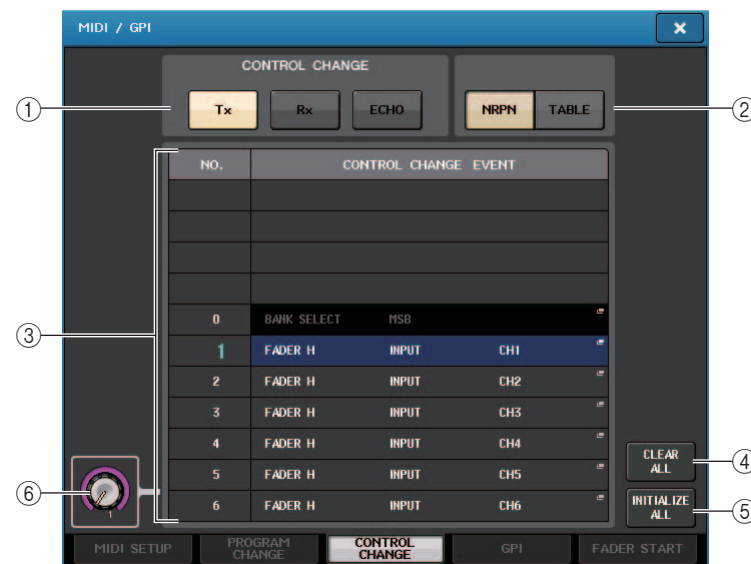 MIDI / GPI
CONTROL CHANGE
1
Tx
Rx
ECHO
NRPN
TABLE
2
NO.
CONTROL CHANGE EVENT
0 BANK SELECT MSB
3
1 FADER H INPUT CH1
2 FADER H INPUT CH2
3 FADER H INPUT CH3
4 FADER H INPUT CH4
5 FADER H INPUT CH5
6 FADER H INPUT CH6
CLEAR
ALL
4
6
1
INITIALIZE
ALL
5
MIDI SETUP
PROGRAM
CHANGE
CONTROL
CHANGE
GPI
FADER START